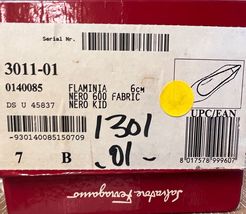 Serial Nr.
3011-01
0140085 FLAMINIA 6cm
NERO 600 FABRIC
DS U 45837 NERO KID
UPC/EAN
-930140085150709
8 017578 999607
7 B
1301
-01-
Salvatore Ferragamo